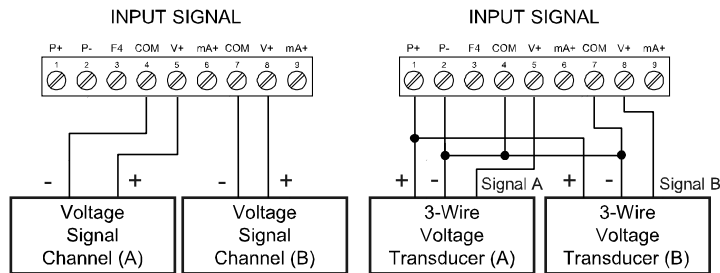 INPUT SIGNAL
P+ P- F4 COM V+ mA+ COM V+ mA+
1 2 3 4 5 6 7 8 9
- + - +
Voltage
Signal
Channel (A)
Voltage
Signal
Channel (B)
INPUT SIGNAL
P+ P- F4 COM V+ mA+ COM V+ mA+
1 2 3 4 5 6 7 8 9
+ - Signal A + - Signal B
3-Wire
Voltage
Transducer (A)
3-Wire
Voltage
Transducer (B)